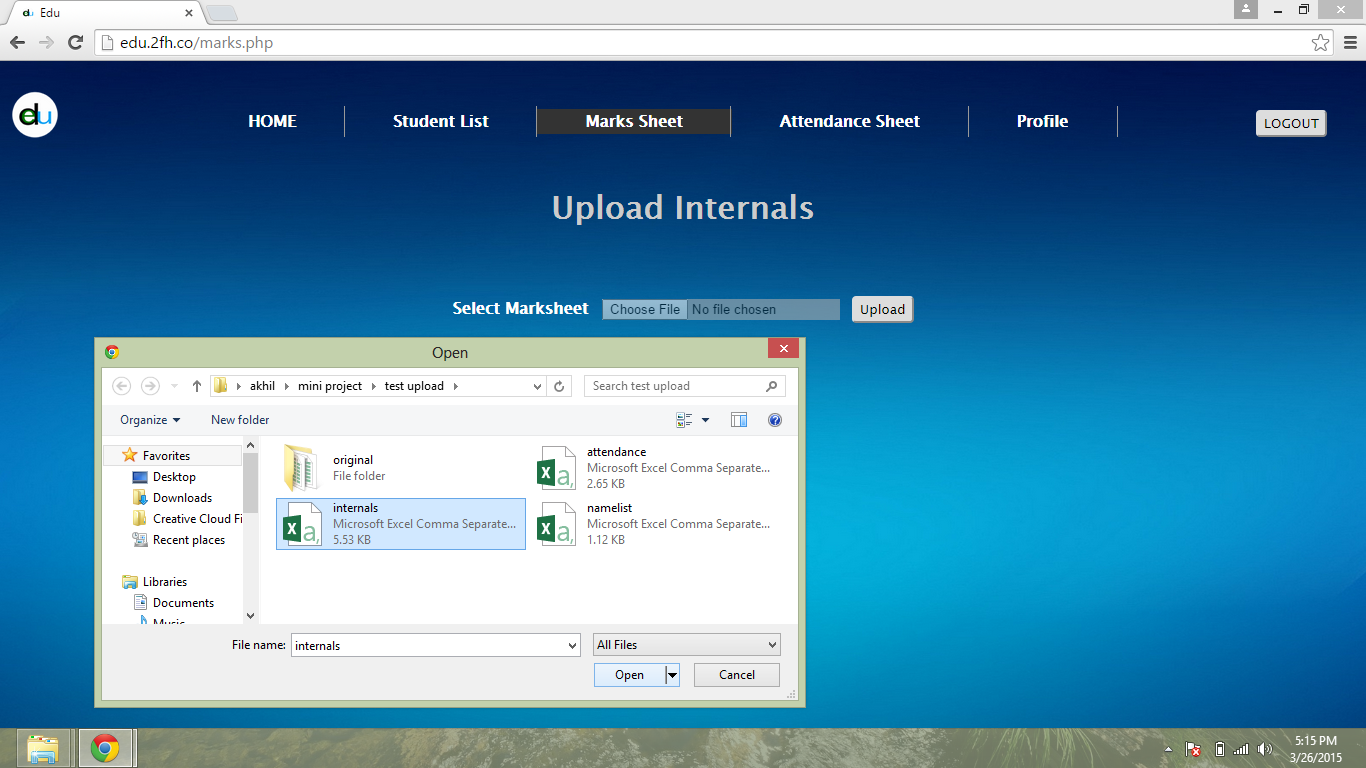 Edu
edu.2fh.co/marks.php
edu
HOME
Student List
Marks Sheet
Attendance Sheet
Profile
LOGOUT
Upload Internals
Select Marksheet
Choose File
No file chosen
Upload
Open
akhil
mini project
test upload
Search test upload
Organize
New folder
Favorites
Desktop
Downloads
Creative Cloud Fi
Recent places
Libraries
Documents
Music
original
File folder
attendance
Microsoft Excel Comma Separate...
2.65 KB
internals
Microsoft Excel Comma Separate...
5.53 KB
namelist
Microsoft Excel Comma Separate...
1.12 KB
File name:
internals
All Files
Open
Cancel
5:15 PM
3/26/2015